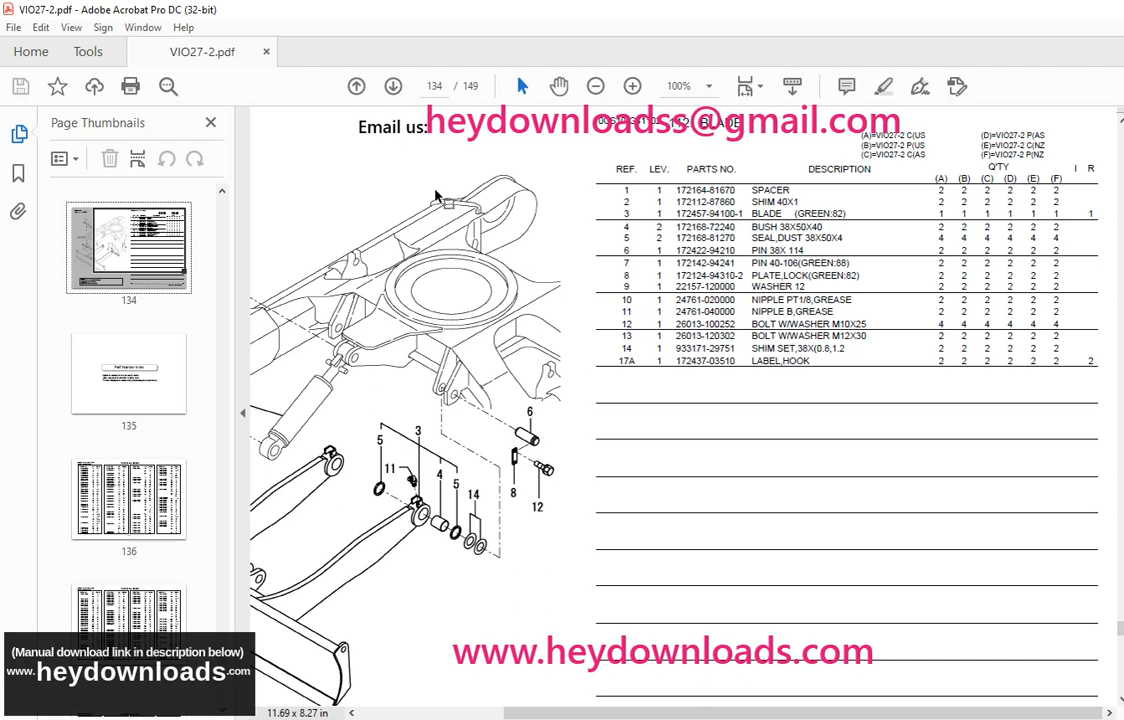 VIO27-2.pdf - Adobe Acrobat Pro DC (32-bit)
File Edit View Sign Window Help
Home Tools VIO27-2.pdf ×
134 / 149 100%
Page Thumbnails
134
135
136
(Manual download link in description below)
www.heydownloads.com
Email us:heydownloadss@gmail.com
BLADE
(A)=VIO27-2 C(US (D)=VIO27-2 P(AS
(B)=VIO27-2 P(US (E)=VIO27-2 C(NZ
(C)=VIO27-2 C(AS (F)=VIO27-2 P(NZ
REF. LEV. PARTS NO. DESCRIPTION Q'TY I R
(A) (B) (C) (D) (E) (F)
1 1 172164-81670 SPACER 2 2 2 2 2 2
2 1 172112-87860 SHIM 40X1 2 2 2 2 2 2
3 1 172457-94100-1 BLADE (GREEN:82) 1 1 1 1 1 1 1
4 2 172168-72240 BUSH 38X50X40 2 2 2 2 2 2
5 2 172168-81270 SEAL,DUST 38X50X4 4 4 4 4 4 4
6 1 172422-94210 PIN 38X 114 2 2 2 2 2 2
7 1 172142-94241 PIN 40-106(GREEN:88) 2 2 2 2 2 2
8 1 172124-94310-2 PLATE,LOCK(GREEN:82) 2 2 2 2 2 2
9 1 22157-120000 WASHER 12 2 2 2 2 2 2
10 1 24761-020000 NIPPLE PT1/8,GREASE 2 2 2 2 2 2
11 1 24761-040000 NIPPLE B,GREASE 2 2 2 2 2 2
12 1 26013-100252 BOLT W/WASHER M10X25 4 4 4 4 4 4
13 1 26013-120302 BOLT W/WASHER M12X30 2 2 2 2 2 2
14 1 933171-29751 SHIM SET,38X(0.8,1.2 2 2 2 2 2 2
17A 1 172437-03510 LABEL,HOOK 2 2 2 2 2 2 2
6
3
5
11
4
5
14
8
12
www.heydownloads.com
11.69 x 8.27 in